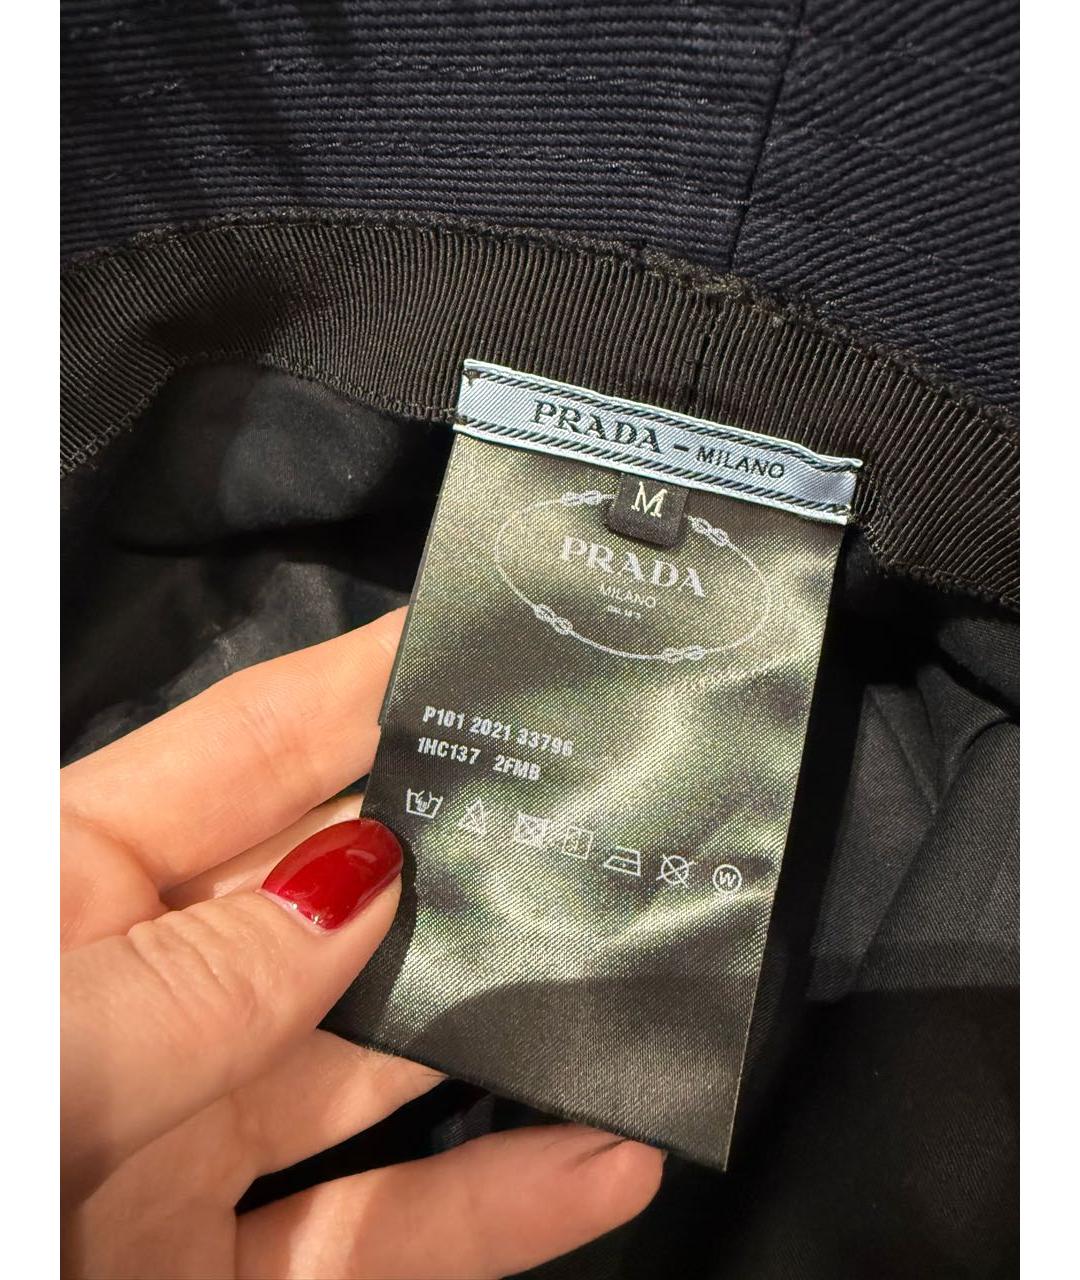 PRADA - MILANO
M
PRADA
MILANO
P101 2021 33796
1HC137 2FMB
W